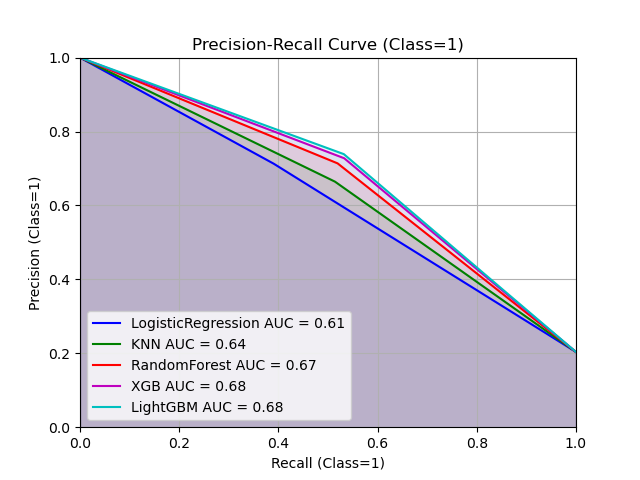 Precision-Recall Curve (Class=1)
1.0
0.8
0.6
0.4
0.2
0.0
Precision (Class=1)
LogisticRegression AUC = 0.61
KNN AUC = 0.64
RandomForest AUC = 0.67
XGB AUC = 0.68
LightGBM AUC = 0.68
0.0 0.2 0.4 0.6 0.8 1.0
Recall (Class=1)